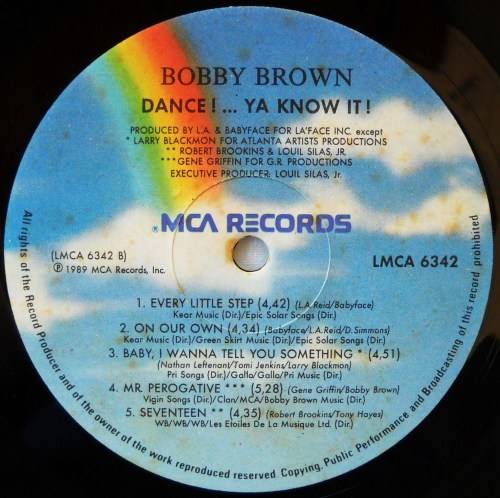 BOBBY BROWN
DANCE! ... YA KNOW IT!
PRODUCED BY L.A. & BABYFACE FOR LA'FACE INC. except
* LARRY BLACKMON FOR ATLANTA ARTISTS PRODUCTIONS
** ROBERT BROOKINS & LOUIL SILAS, JR.
***GENE GRIFFIN FOR G.R. PRODUCTIONS
EXECUTIVE PRODUCER: LOUIL SILAS, Jr.
® MCA RECORDS
(LMCA 6342 B)
℗ 1989 MCA Records, Inc.
LMCA 6342
1. EVERY LITTLE STEP (4,42) (L.A.Reid/Babyface)
Kear Music (Dir.)/Epic Solar Songs (Dir.)
2. ON OUR OWN (4,34) (Babyface/L.A.Reid/D.Simmons)
Kear Music (Dir.)/Green Skirt Music (Dir.)/Epic Solar Songs (Dir.)
3. BABY, I WANNA TELL YOU SOMETHING * (4,51)
(Nathan Leftenant/Tomi Jenkins/Larry Blackmon)
Pri Songs (Dir.)/Galla/Galla/Pri Music (Dir.)
4. MR. PEROGATIVE *** (5,28) (Gene Griffin/Bobby Brown)
Vigin Songs (Dir.)/Clan/MCA/Bobby Brown Music (Dir.)
5. SEVENTEEN ** (4,35) (Robert Brookins/Tony Hayes)
WB/WB/WB/Les Etoiles De La Musique Ltd. (Dir.)
All rights of the Record Producer and of the owner of the work reproduced reserved. Copying, Public Performance and Broadcasting of this record prohibited